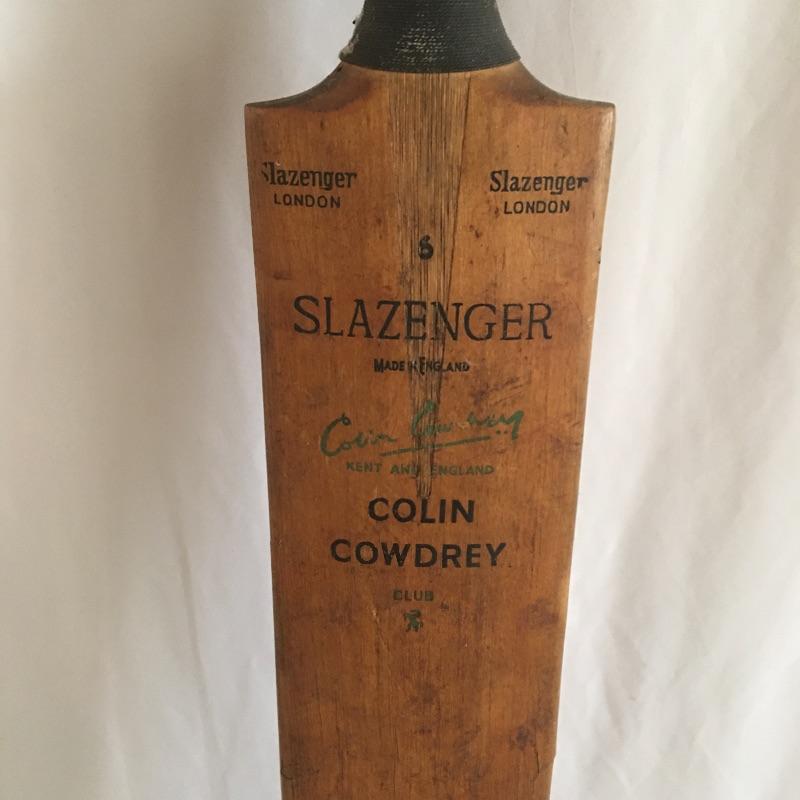 Slazenger
LONDON
Slazenger
LONDON
6
SLAZENGER
MADE IN ENGLAND
Colin Cowdrey
KENT AND ENGLAND
COLIN
COWDREY
CLUB